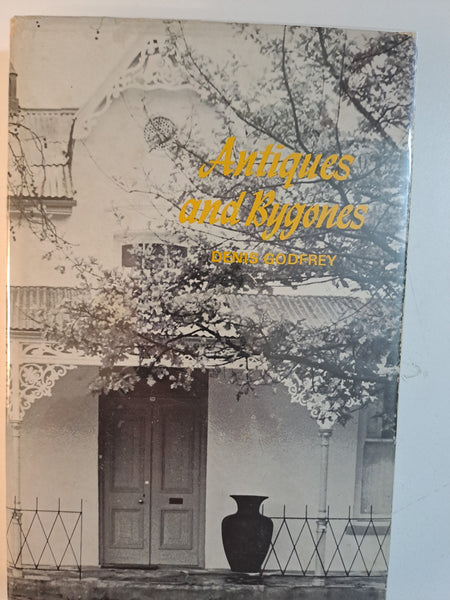 Antiques
and Bygones
DENIS GODFREY